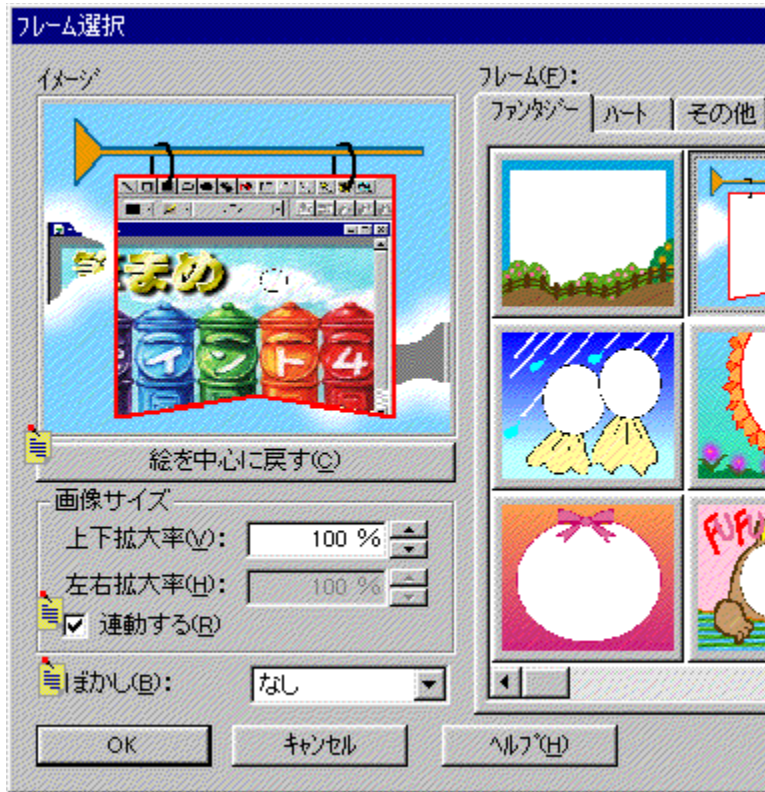 フレーム選択
イメージ
筆まめ
イント4
絵を中心に戻す(C)
画像サイズ
上下拡大率(V): 100 %
左右拡大率(H): 100 %
連動する(R)
ぼかし(B): なし
OK キャンセル ヘルプ(H)
フレーム(F):
ファンタジー ハート その他
FUFU